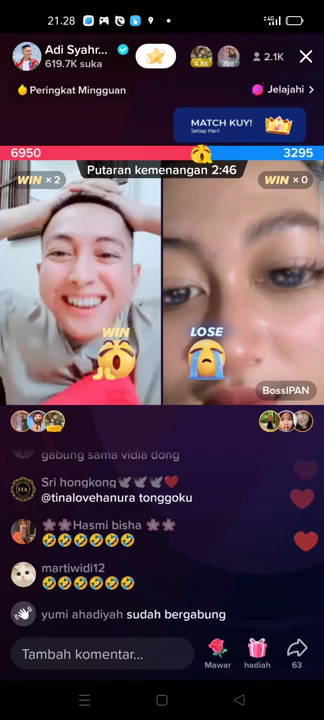 21.28
Adi Syahr...
619.7K suka
4.8K
798
2.1K
Peringkat Mingguan
Jelajahi
MATCH KUY!
Setiap Hari!
6950
3295
Putaran kemenangan 2:46
WIN × 2
WIN × 0
WIN
LOSE
BossIPAN
gabung sama vidia dong
Sri hongkong🕊🕊🕊❤️
@tinalovehanura tonggoku
🌸🌸Hasmi bisha 🌸🌸
🤣🤣🤣🤣🤣🤣
martiwidi12
🤣🤣🤣🤣🤣🤣
yumi ahadiyah sudah bergabung
Tambah komentar...
Mawar
hadiah
63